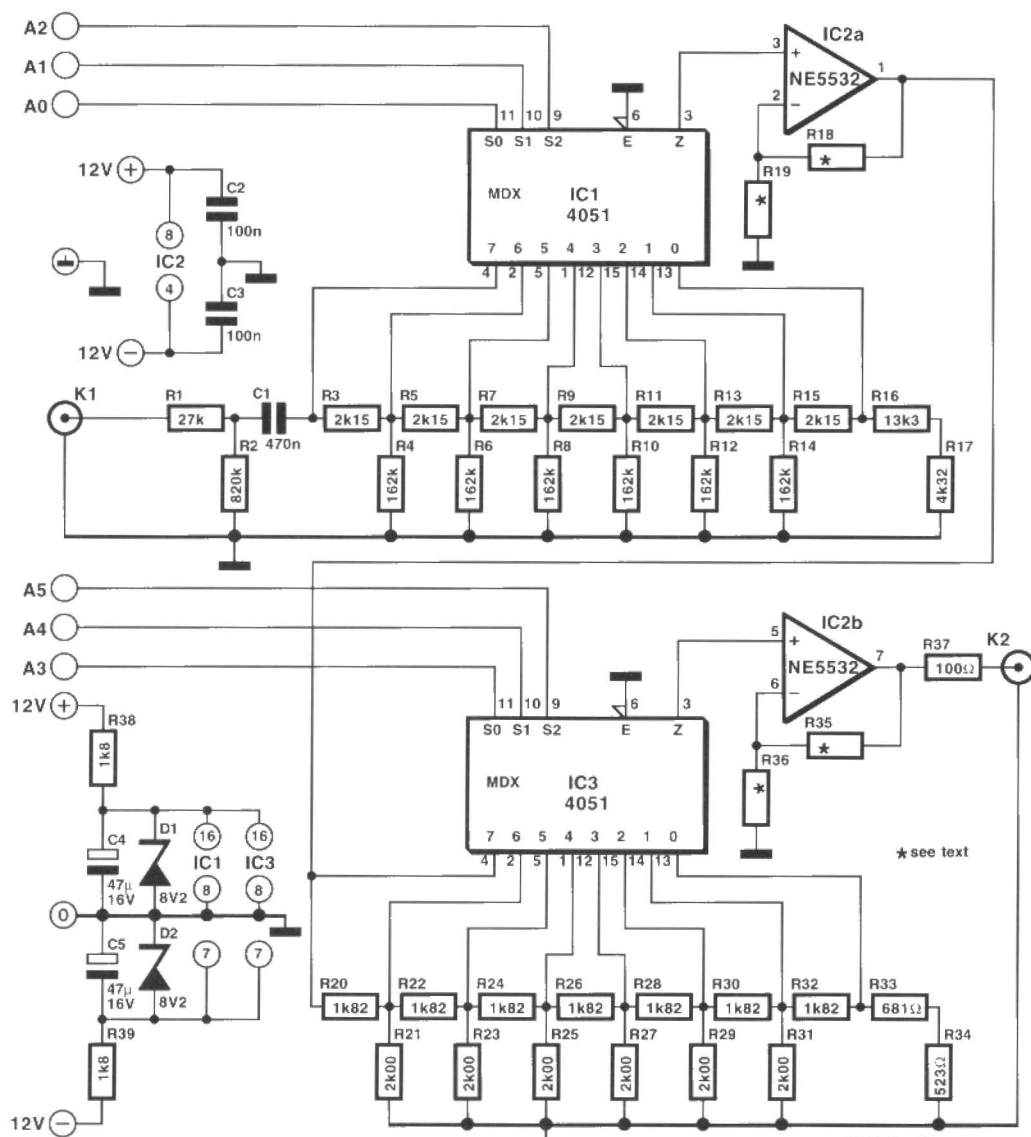 A2
A1
A0
IC2a
3
+
NE5532
1
2
−
R18
*
R19
*
11 10 9 6 3
S0 S1 S2 E Z
MDX
IC1
4051
7 6 5 4 3 2 1 0
4 2 5 1 12 15 14 13
12V +
C2
100n
8
IC2
4
C3
100n
12V −
K1
R1
27k
R2
820k
C1
470n
R3
2k15
R5
2k15
R7
2k15
R9
2k15
R11
2k15
R13
2k15
R15
2k15
R16
13k3
R4
162k
R6
162k
R8
162k
R10
162k
R12
162k
R14
162k
R17
4k32
A5
A4
A3
IC2b
5
+
NE5532
7
6
−
R37
100Ω
K2
R35
*
R36
*
11 10 9 6 3
S0 S1 S2 E Z
MDX
IC3
4051
7 6 5 4 3 2 1 0
4 2 5 1 12 15 14 13
* see text
12V +
R38
1k8
C4
47µ
16V
D1
8V2
16
IC1
8
16
IC3
8
0
C5
47µ
16V
D2
8V2
7
7
R39
1k8
12V −
R20
1k82
R22
1k82
R24
1k82
R26
1k82
R28
1k82
R30
1k82
R32
1k82
R33
681Ω
R21
2k00
R23
2k00
R25
2k00
R27
2k00
R29
2k00
R31
2k00
R34
523Ω